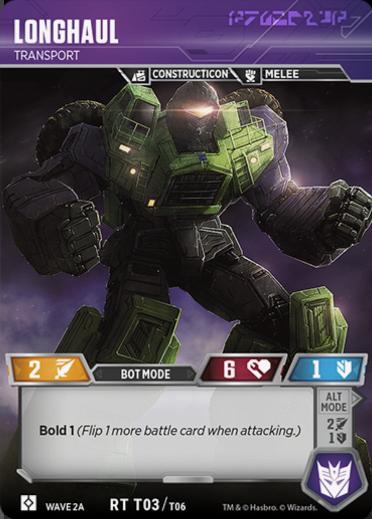 LONGHAUL
TRANSPORT
CONSTRUCTICON MELEE
2 BOT MODE 6 1
ALT
MODE
2
1
Bold 1 (Flip 1 more battle card when attacking.)
WAVE 2A RT T03/T06 TM & © Hasbro. © Wizards.